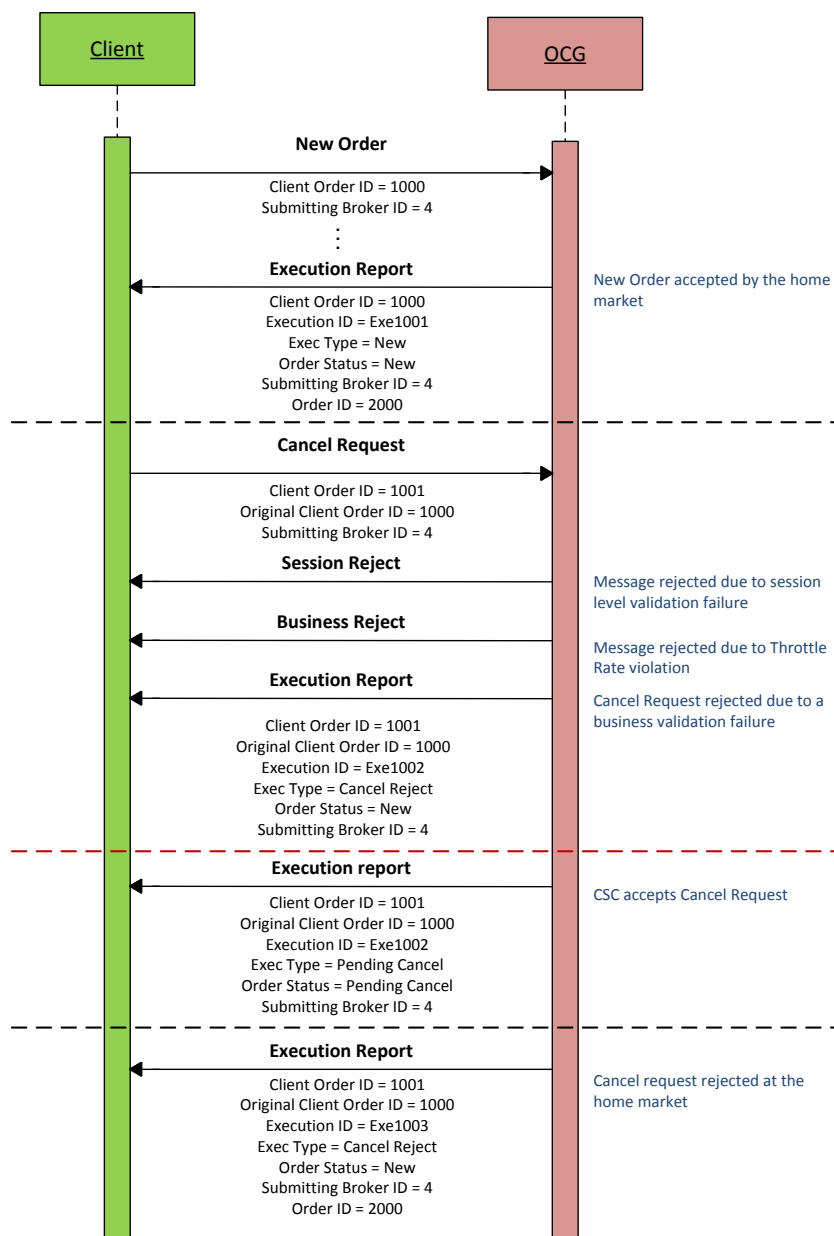 Client
OCG
New Order
Client Order ID = 1000
Submitting Broker ID = 4
⋮
Execution Report
New Order accepted by the home
market
Client Order ID = 1000
Execution ID = Exe1001
Exec Type = New
Order Status = New
Submitting Broker ID = 4
Order ID = 2000
Cancel Request
Client Order ID = 1001
Original Client Order ID = 1000
Submitting Broker ID = 4
Session Reject
Message rejected due to session
level validation failure
Business Reject
Message rejected due to Throttle
Rate violation
Execution Report
Cancel Request rejected due to a
business validation failure
Client Order ID = 1001
Original Client Order ID = 1000
Execution ID = Exe1002
Exec Type = Cancel Reject
Order Status = New
Submitting Broker ID = 4
Execution report
CSC accepts Cancel Request
Client Order ID = 1001
Original Client Order ID = 1000
Execution ID = Exe1002
Exec Type = Pending Cancel
Order Status = Pending Cancel
Submitting Broker ID = 4
Execution Report
Cancel request rejected at the
home market
Client Order ID = 1001
Original Client Order ID = 1000
Execution ID = Exe1003
Exec Type = Cancel Reject
Order Status = New
Submitting Broker ID = 4
Order ID = 2000